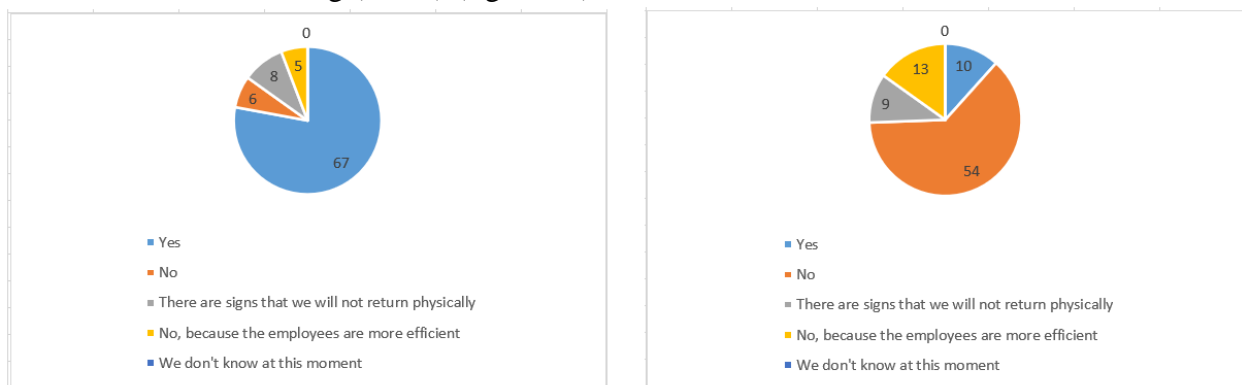 0
5
8
6
67
Yes
No
There are signs that we will not return physically
No, because the employees are more efficient
We don't know at this moment
0
13
10
9
54
Yes
No
There are signs that we will not return physically
No, because the employees are more efficient
We don't know at this moment